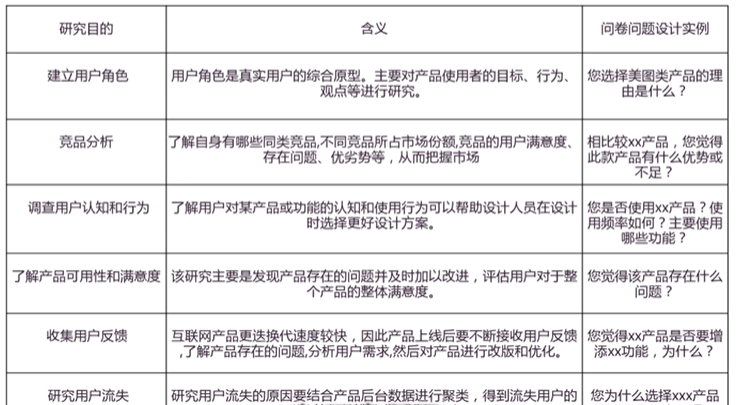 研究目的
含义
问卷问题设计实例
建立用户角色
用户角色是真实用户的综合原型。主要对产品使用者的目标、行为、
观点等进行研究。
您选择美图类产品的理
由是什么？
竞品分析
了解自身有哪些同类竞品,不同竞品所占市场份额,竞品的用户满意度、
存在问题、优劣势等，从而把握市场
相比较xx产品，您觉得
此款产品有什么优势或
不足？
调查用户认知和行为
了解用户对某产品或功能的认知和使用行为可以帮助设计人员在设计
时选择更好设计方案。
您是否使用xx产品？使
用频率如何？主要使用
哪些功能？
了解产品可用性和满意度
该研究主要是发现产品存在的问题并及时加以改进，评估用户对于整
个产品的整体满意度。
您觉得该产品存在什么
问题？
收集用户反馈
互联网产品更迭换代速度较快，因此产品上线后要不断接收用户反馈
,了解产品存在的问题,分析用户需求,然后对产品进行改版和优化。
您觉得xx产品是否要增
添xx功能，为什么？
研究用户流失
研究用户流失的原因要结合产品后台数据进行聚类，得到流失用户的
您为什么选择xxx产品